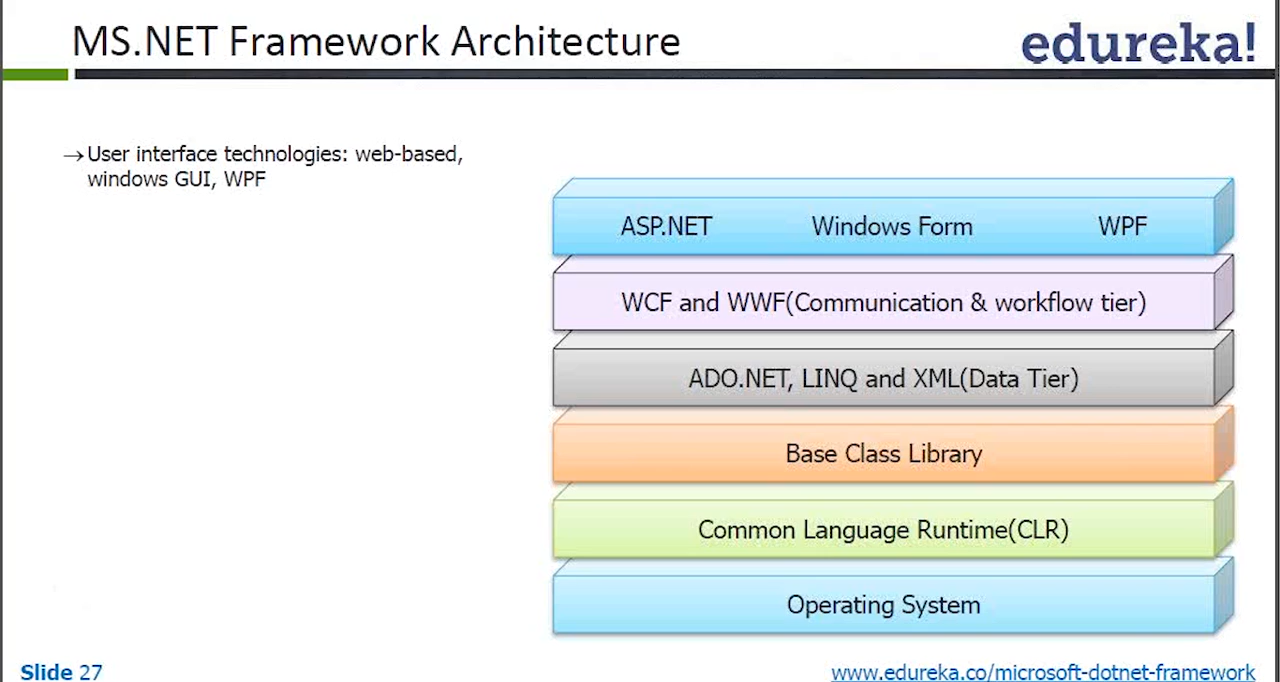 MS.NET Framework Architecture
edureka!
→User interface technologies: web-based,
windows GUI, WPF
ASP.NET Windows Form WPF
WCF and WWF(Communication & workflow tier)
ADO.NET, LINQ and XML(Data Tier)
Base Class Library
Common Language Runtime(CLR)
Operating System
Slide 27
www.edureka.co/microsoft-dotnet-framework